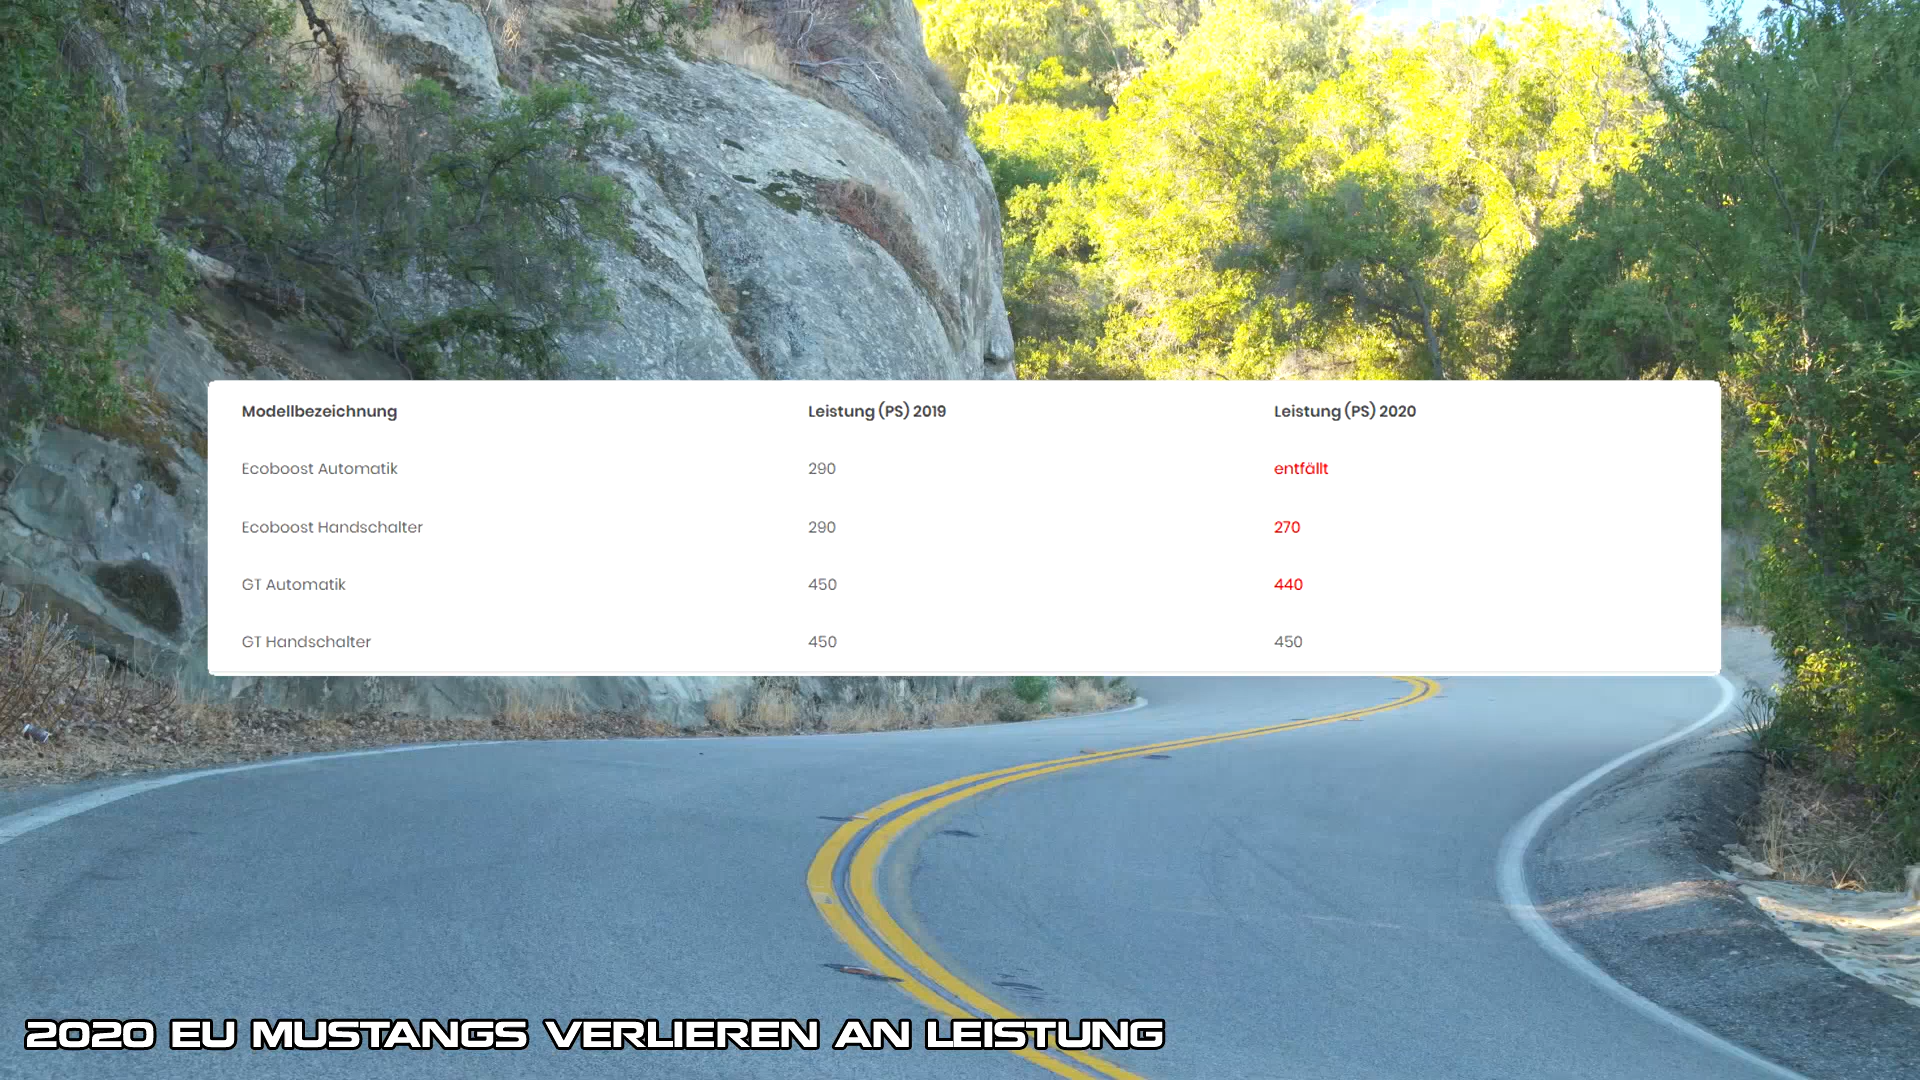 Modellbezeichnung Leistung (PS) 2019 Leistung (PS) 2020
Ecoboost Automatik 290 entfällt
Ecoboost Handschalter 290 270
GT Automatik 450 440
GT Handschalter 450 450
2020 EU MUSTANGS VERLIEREN AN LEISTUNG